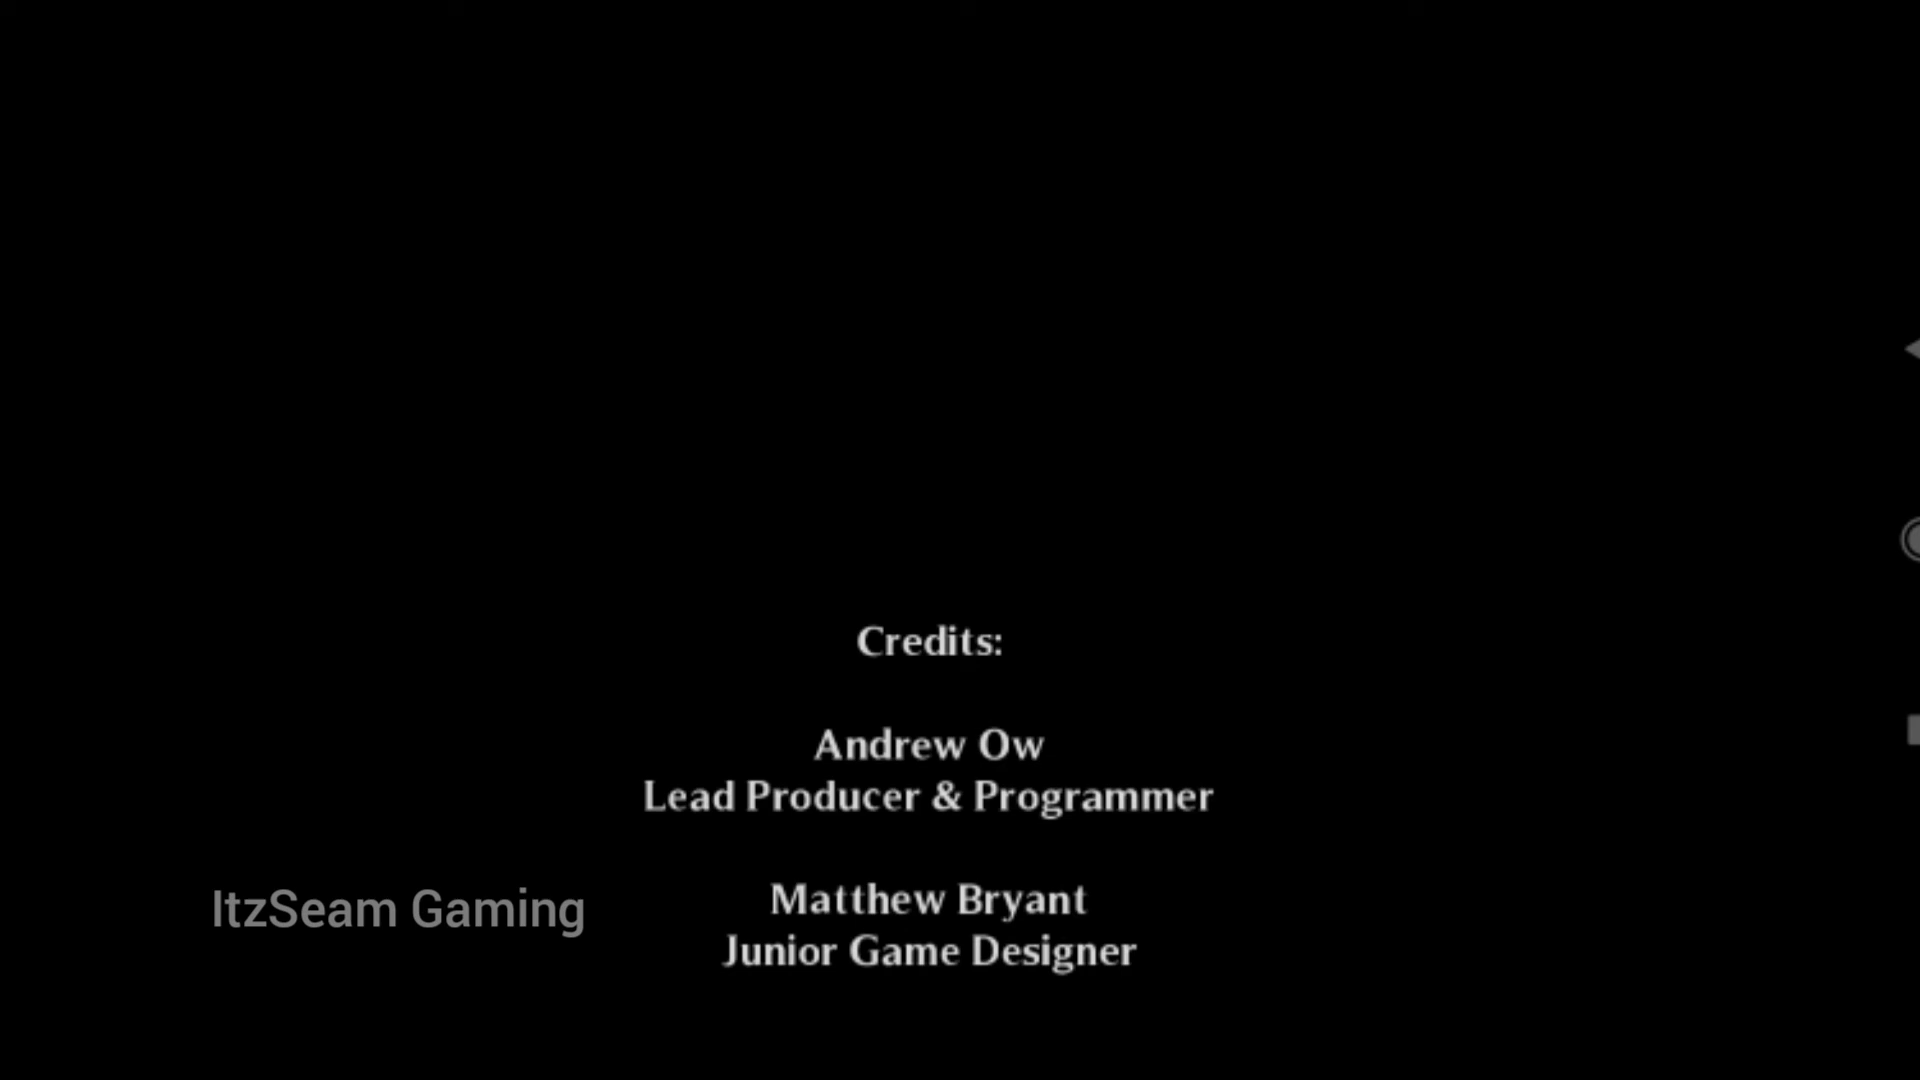 Credits:
Andrew Ow
Lead Producer & Programmer
Matthew Bryant
Junior Game Designer
ItzSeam Gaming